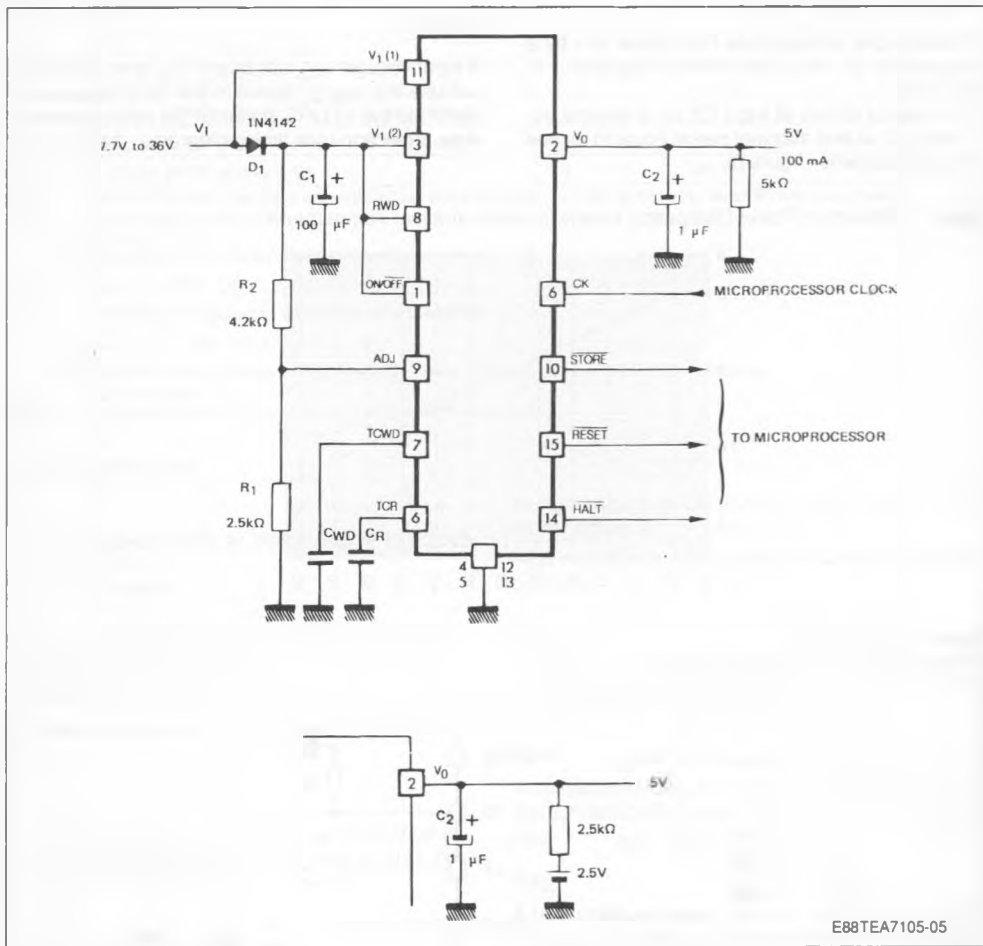 V1 (1)
11
VI
1N4142
V1 (2)
VO
7.7V to 36V
3
2
5V
D1
100 mA
C1 +
C2 +
5kΩ
RWD
100 µF
8
1 µF
ON/OFF
CK
R2
1
6
MICROPROCESSOR CLOCK
4.2kΩ
ADJ
STORE
9
10
TCWD
RESET
TO MICROPROCESSOR
7
15
R1
TCR
HALT
2.5kΩ
6
14
CWD
CR
4 12
5 13
VO
2
5V
C2 +
2.5kΩ
1 µF
2.5V
E88TEA7105-05